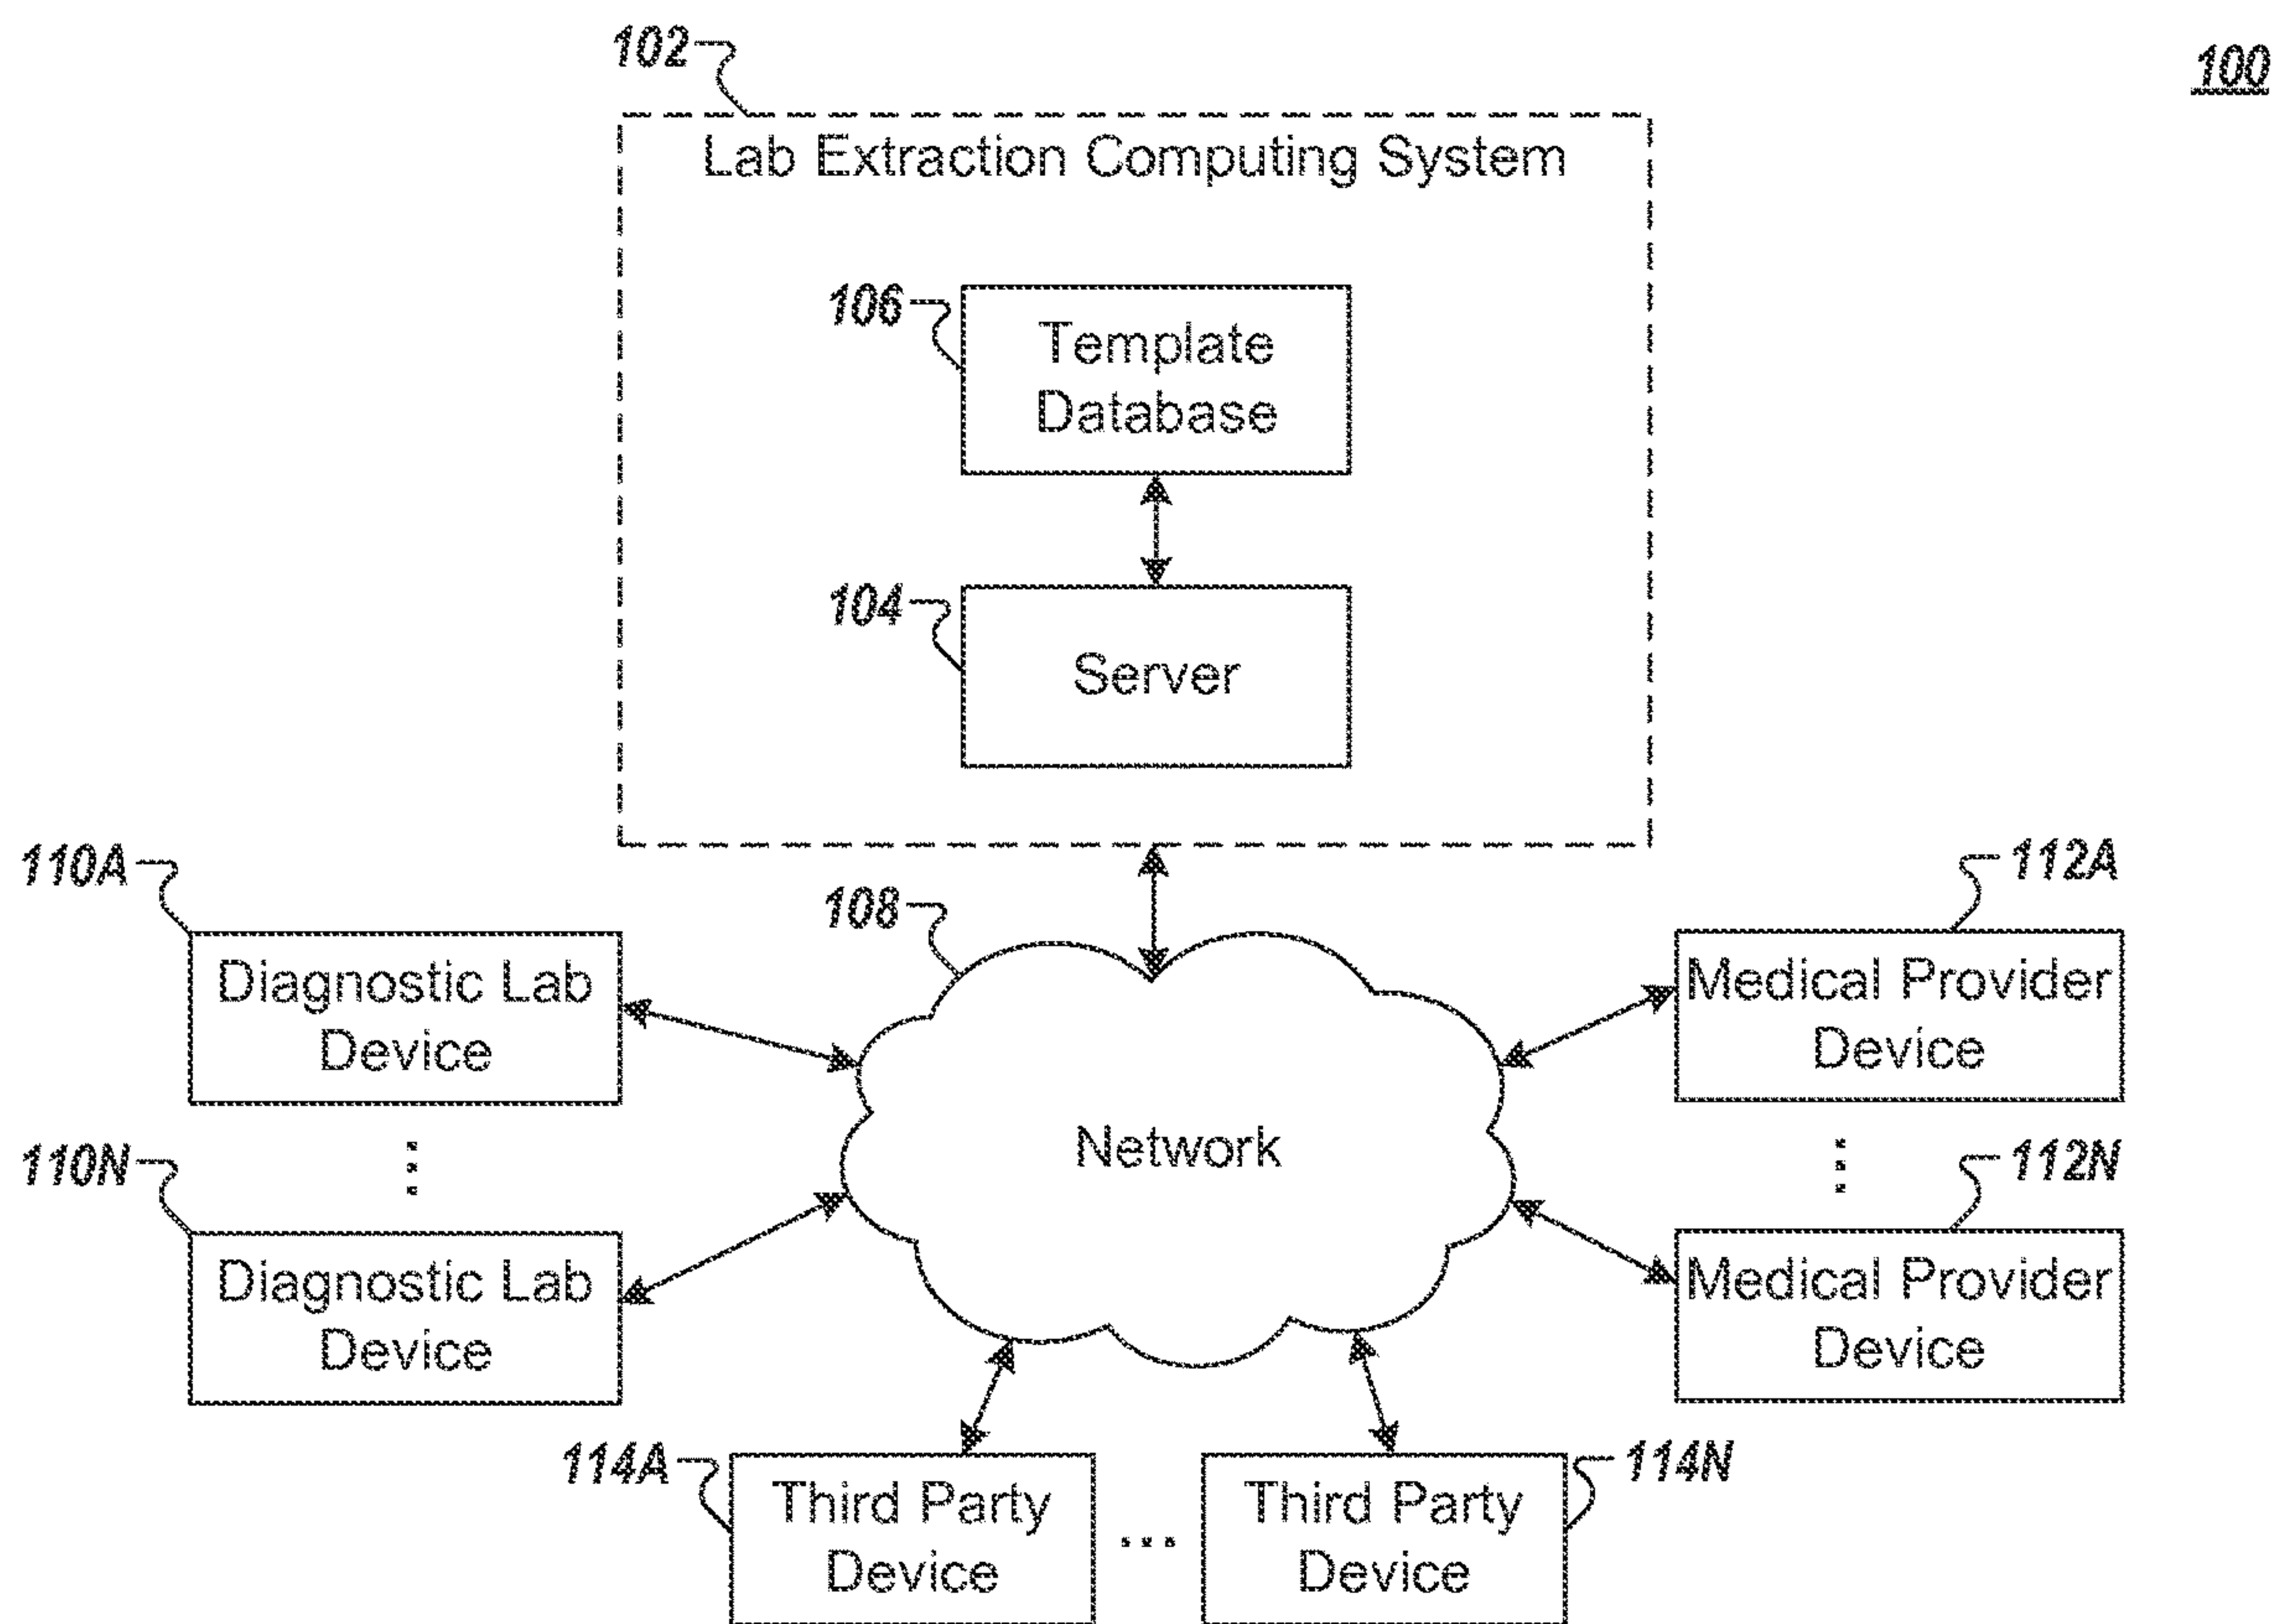 102
100
Lab Extraction Computing System
106
Template
Database
104
Server
110A
112A
108
Diagnostic Lab
Device
Medical Provider
Device
Network
110N
112N
Diagnostic Lab
Device
Medical Provider
Device
114A
114N
Third Party
Device
...
Third Party
Device